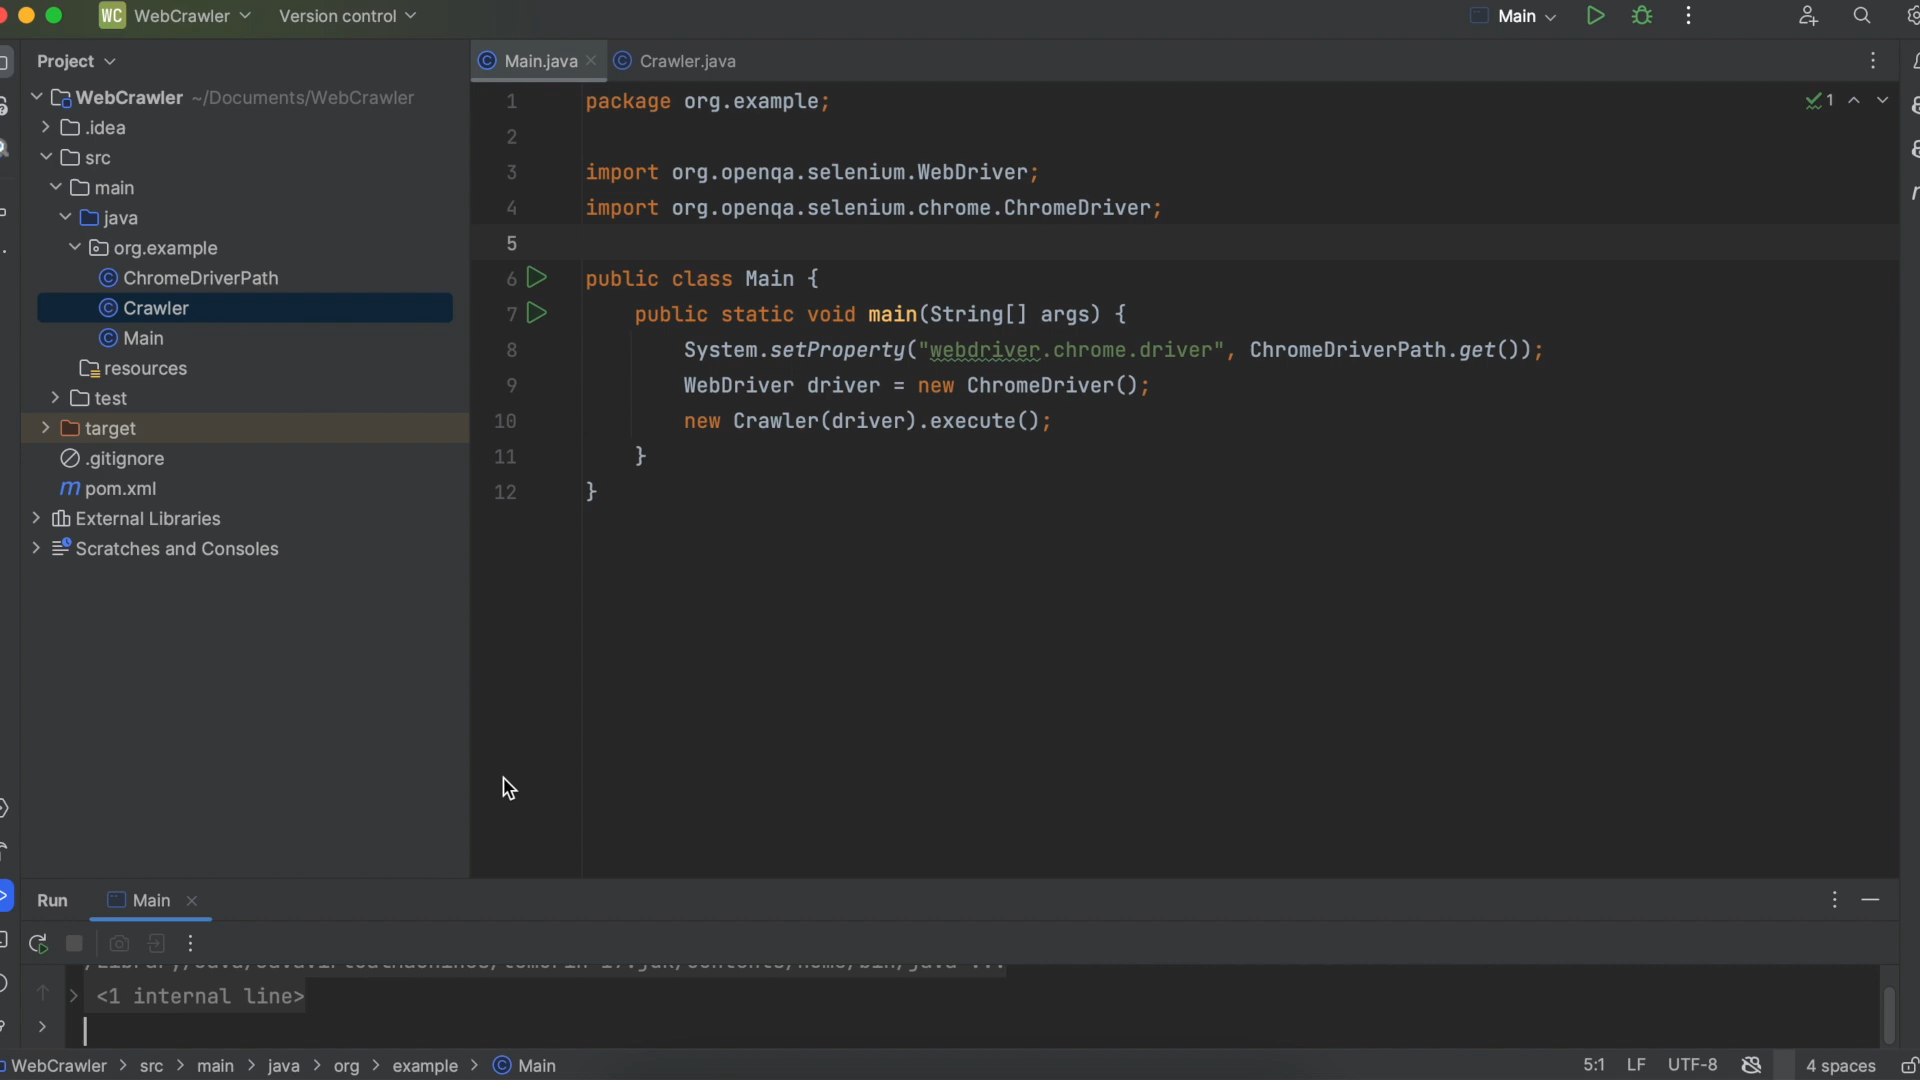 WC WebCrawler Version control Main
Project Main.java Crawler.java
WebCrawler ~/Documents/WebCrawler
.idea
src
main
java
org.example
ChromeDriverPath
Crawler
Main
resources
test
target
.gitignore
m pom.xml
External Libraries
Scratches and Consoles
1 package org.example; 1
2
3 import org.openqa.selenium.WebDriver;
4 import org.openqa.selenium.chrome.ChromeDriver;
5
6 public class Main {
7 public static void main(String[] args) {
8 System.setProperty("webdriver.chrome.driver", ChromeDriverPath.get());
9 WebDriver driver = new ChromeDriver();
10 new Crawler(driver).execute();
11 }
12 }
Run Main
<1 internal line>
WebCrawler > src > main > java > org > example > Main 5:1 LF UTF-8 4 spaces